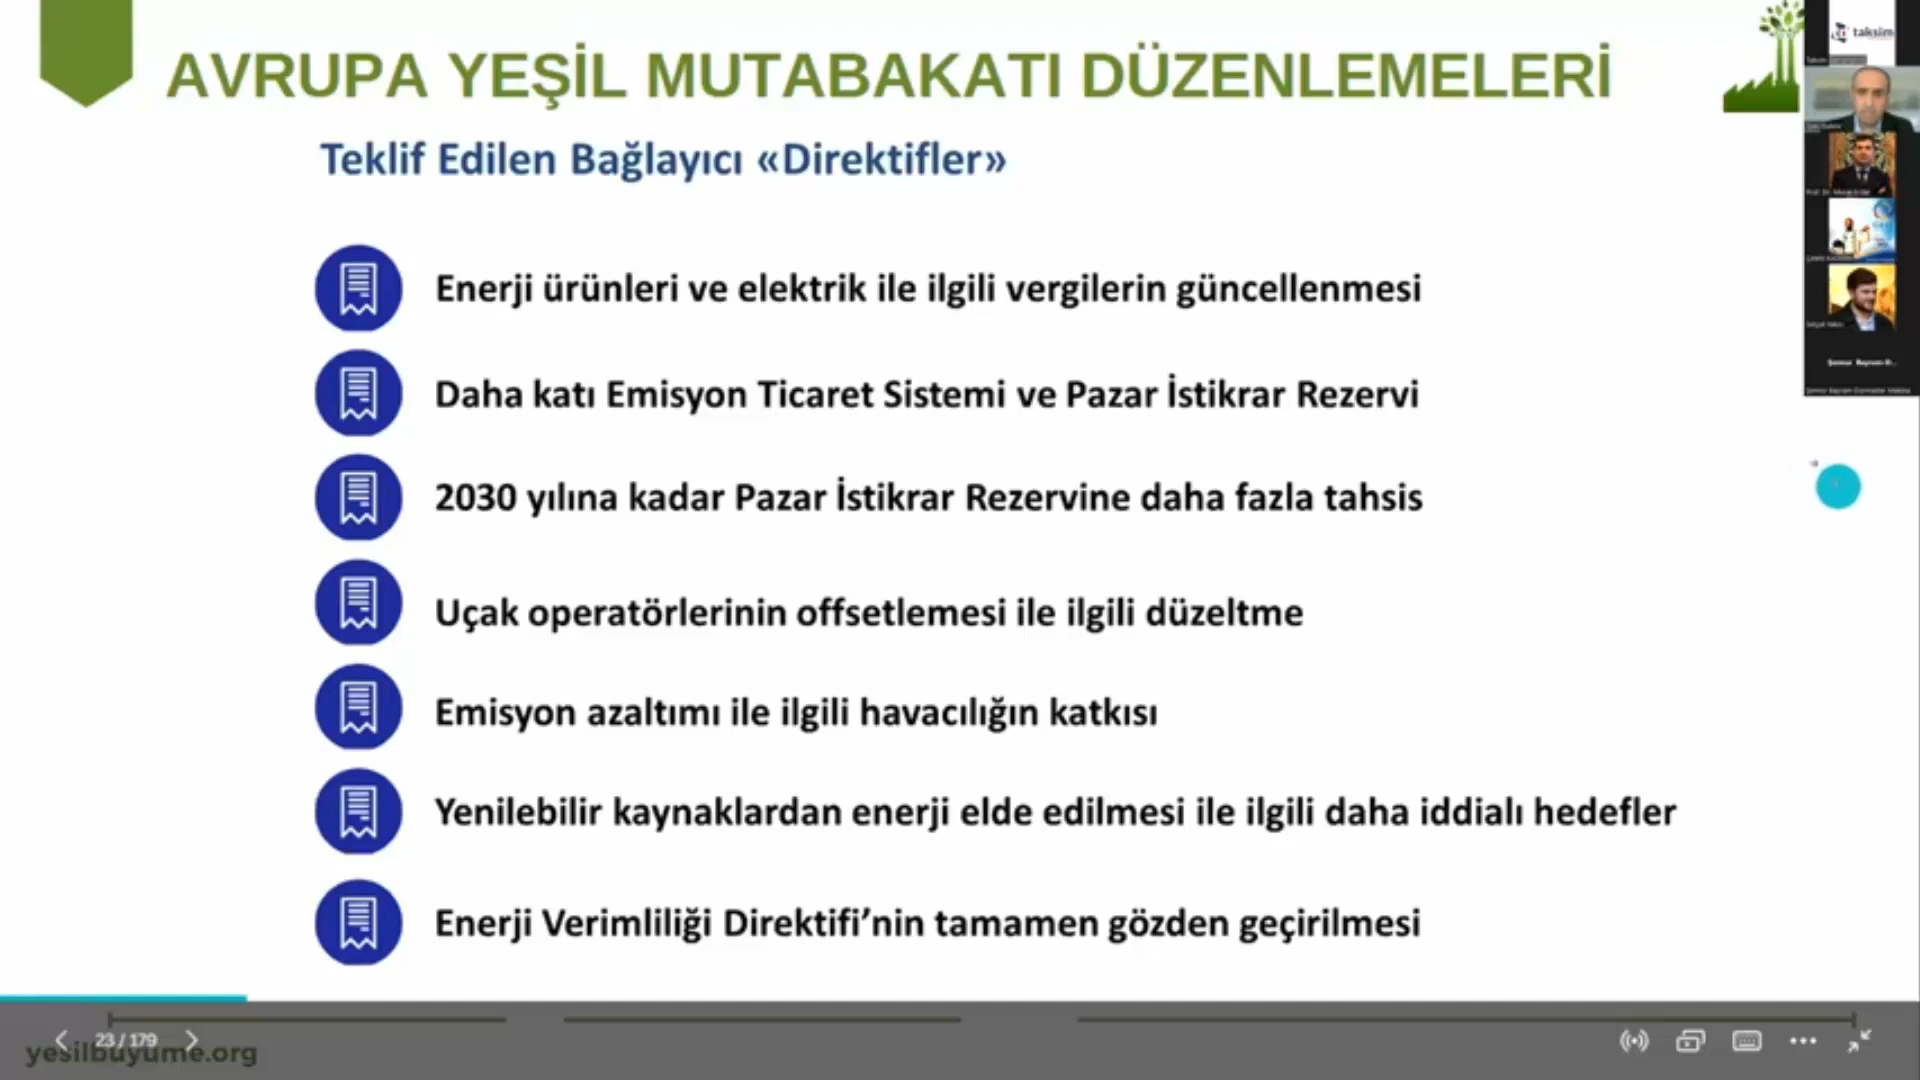 AVRUPA YEŞİL MUTABAKATI DÜZENLEMELERİ
taksim
Teklif Edilen Bağlayıcı «Direktifler»
Enerji ürünleri ve elektrik ile ilgili vergilerin güncellenmesi
Daha katı Emisyon Ticaret Sistemi ve Pazar İstikrar Rezervi
2030 yılına kadar Pazar İstikrar Rezervine daha fazla tahsis
Uçak operatörlerinin offsetlemesi ile ilgili düzeltme
Emisyon azaltımı ile ilgili havacılığın katkısı
Yenilebilir kaynaklardan enerji elde edilmesi ile ilgili daha iddialı hedefler
Enerji Verimliliği Direktifi’nin tamamen gözden geçirilmesi
23 / 179
yesilbuyume.org